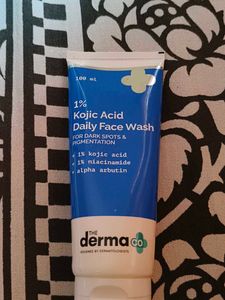 100 ml
1%
Kojic Acid
Daily Face Wash
FOR DARK SPOTS &
PIGMENTATION
1% kojic acid
1% niacinamide
alpha arbutin
THE
derma co
DESIGNED BY DERMATOLOGISTS